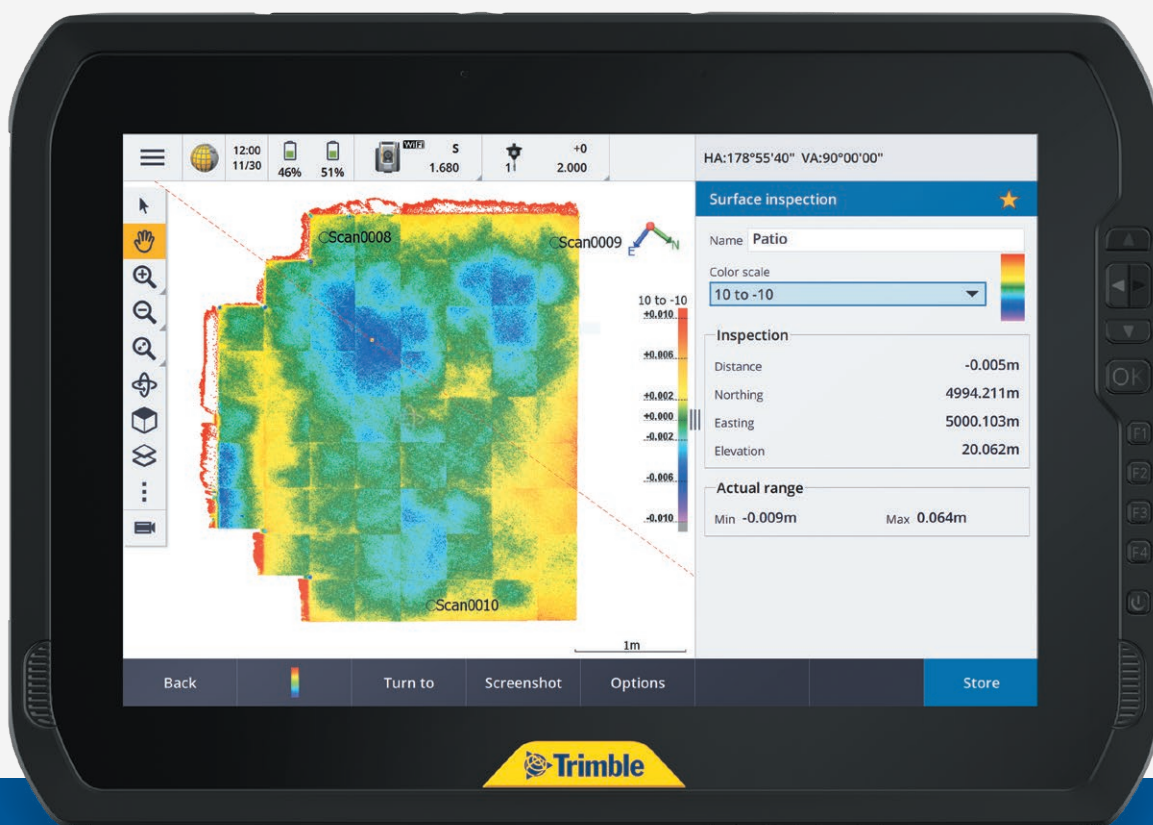 12:00
11/30
46%
51%
WiFi
S
1.680
1
+0
2.000
HA:178°55'40" VA:90°00'00"
Surface inspection
Name Patio
Color scale
10 to -10
Inspection
Distance -0.005m
Northing 4994.211m
Easting 5000.103m
Elevation 20.062m
Actual range
Min -0.009m Max 0.064m
Scan0008
Scan0009
E
N
10 to -10
+0.010
+0.006
+0.002
+0.000
-0.002
-0.006
-0.010
Scan0010
1m
Back
Turn to
Screenshot
Options
Store
OK
F1
F2
F3
F4
Trimble